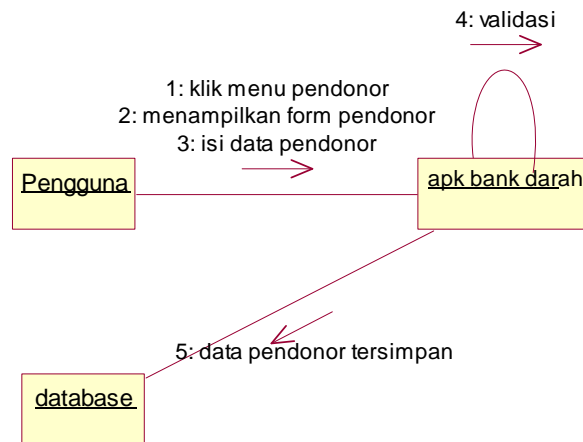 4: validasi
1: klik menu pendonor
2: menampilkan form pendonor
3: isi data pendonor
Pengguna
apk bank darah
5: data pendonor tersimpan
database